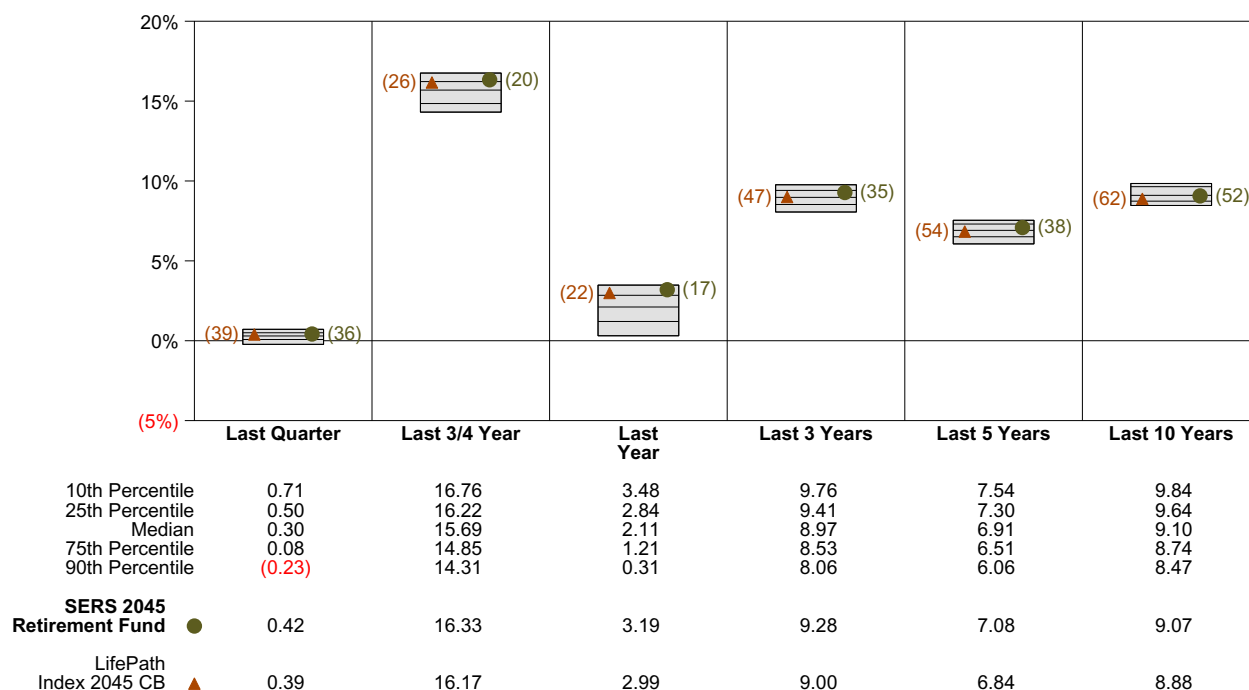 20%
15%
10%
5%
0%
(5%)
(39) (36)
(26) (20)
(22) (17)
(47) (35)
(54) (38)
(62) (52)
Last Quarter Last 3/4 Year Last Year Last 3 Years Last 5 Years Last 10 Years
10th Percentile 0.71 16.76 3.48 9.76 7.54 9.84
25th Percentile 0.50 16.22 2.84 9.41 7.30 9.64
Median 0.30 15.69 2.11 8.97 6.91 9.10
75th Percentile 0.08 14.85 1.21 8.53 6.51 8.74
90th Percentile (0.23) 14.31 0.31 8.06 6.06 8.47
SERS 2045
Retirement Fund 0.42 16.33 3.19 9.28 7.08 9.07
LifePath
Index 2045 CB 0.39 16.17 2.99 9.00 6.84 8.88